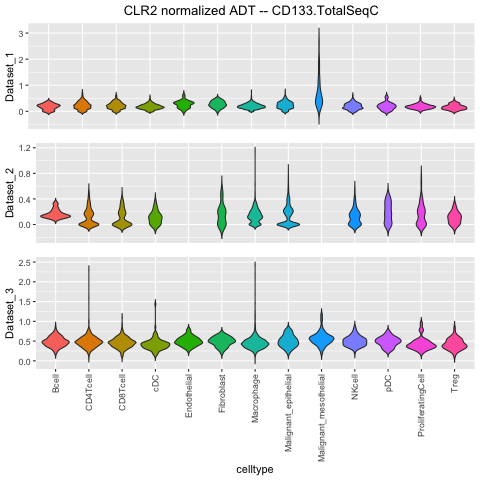 CLR2 normalized ADT -- CD133.TotalSeqC
Dataset_1
3
2
1
0
Dataset_2
1.2
0.8
0.4
0.0
Dataset_3
2.5
2.0
1.5
1.0
0.5
0.0
Bcell
CD4Tcell
CD8Tcell
cDC
Endothelial
Fibroblast
Macrophage
Malignant_epithelial
Malignant_mesothelial
NKcell
pDC
ProliferatingCell
Treg
celltype